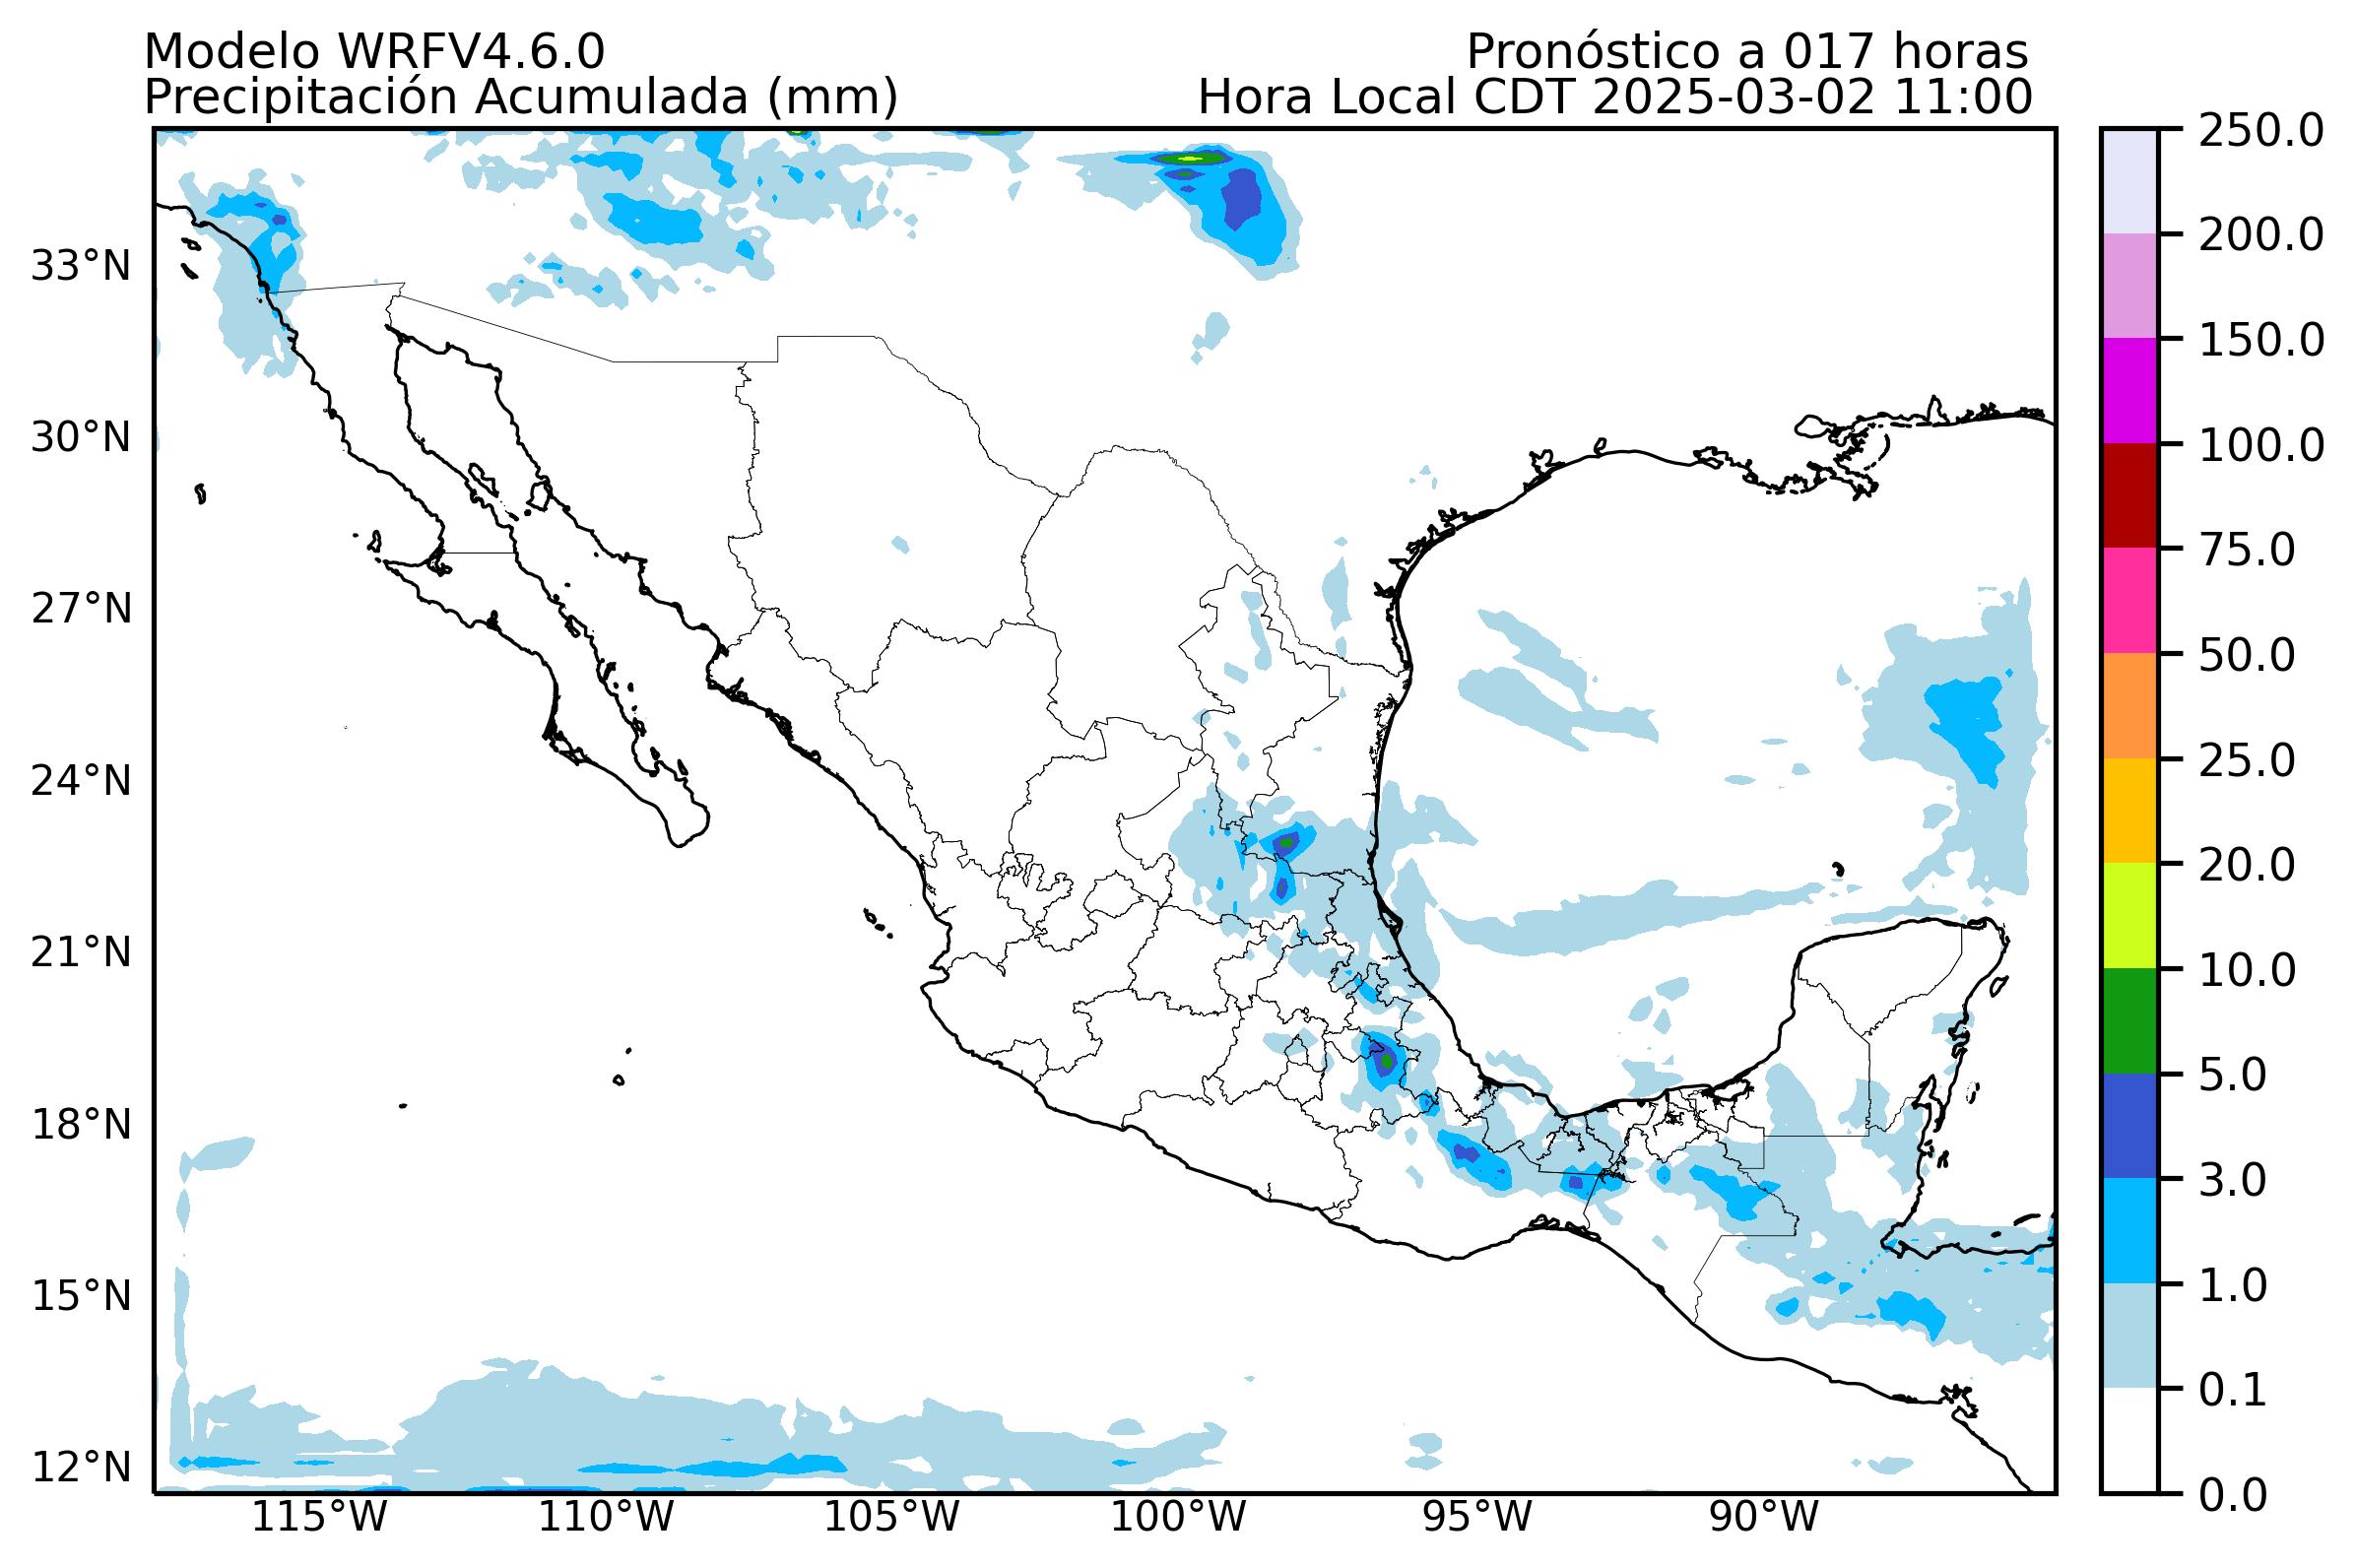 Modelo WRFV4.6.0
Pronóstico a 017 horas
Precipitación Acumulada (mm)
Hora Local CDT 2025-03-02 11:00
33°N
30°N
27°N
24°N
21°N
18°N
15°N
12°N
115°W
110°W
105°W
100°W
95°W
90°W
250.0
200.0
150.0
100.0
75.0
50.0
25.0
20.0
10.0
5.0
3.0
1.0
0.1
0.0